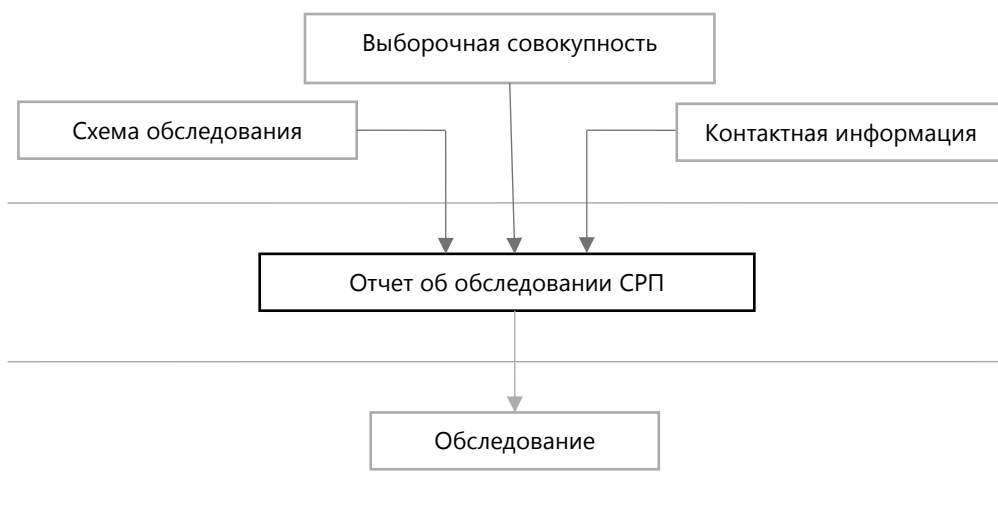 Выборочная совокупность
Схема обследования
Контактная информация
Отчет об обследовании СРП
Обследование